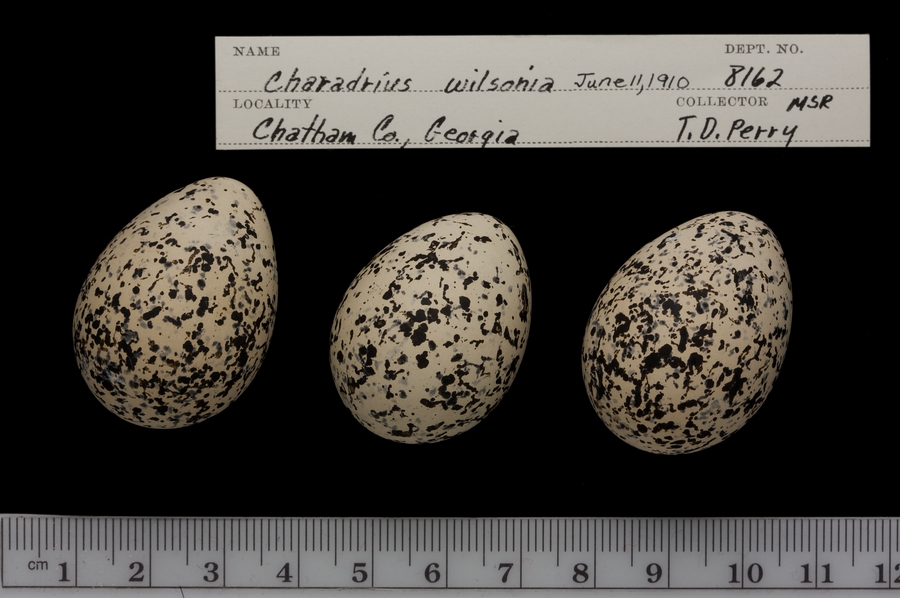 NAME DEPT. NO.
Charadrius wilsonia June 11, 1910 8162
LOCALITY COLLECTOR MSR
Chatham Co., Georgia T. D. Perry
cm 1 2 3 4 5 6 7 8 9 10 11 12